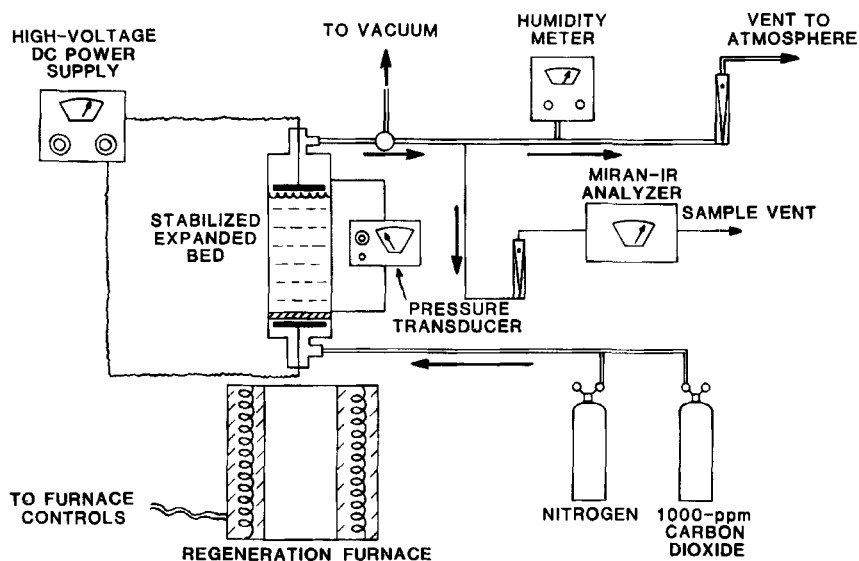 HIGH-VOLTAGE
DC POWER
SUPPLY
TO VACUUM
HUMIDITY
METER
VENT TO
ATMOSPHERE
MIRAN-IR
ANALYZER
SAMPLE VENT
STABILIZED
EXPANDED
BED
PRESSURE
TRANSDUCER
TO FURNACE
CONTROLS
NITROGEN
1000-ppm
CARBON
DIOXIDE
REGENERATION FURNACE